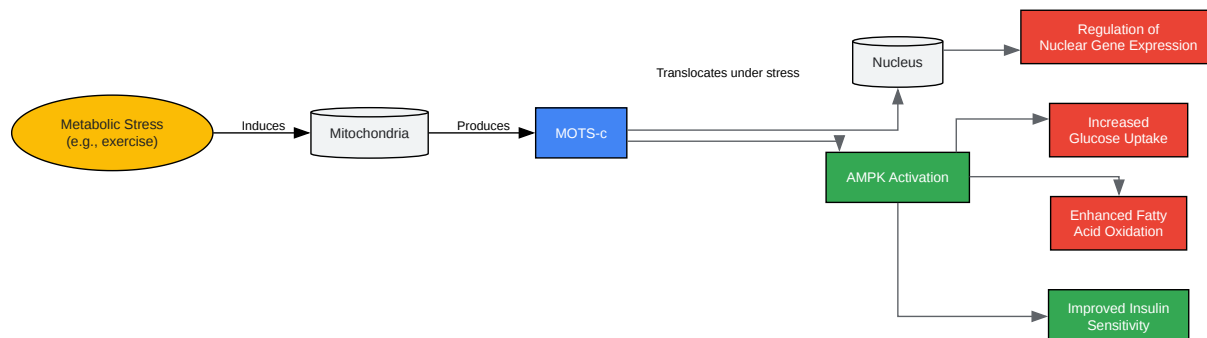 Metabolic Stress
(e.g., exercise)
Induces
Mitochondria
Produces
MOTS-c
Translocates under stress
Nucleus
Regulation of
Nuclear Gene Expression
AMPK Activation
Increased
Glucose Uptake
Enhanced Fatty
Acid Oxidation
Improved Insulin
Sensitivity